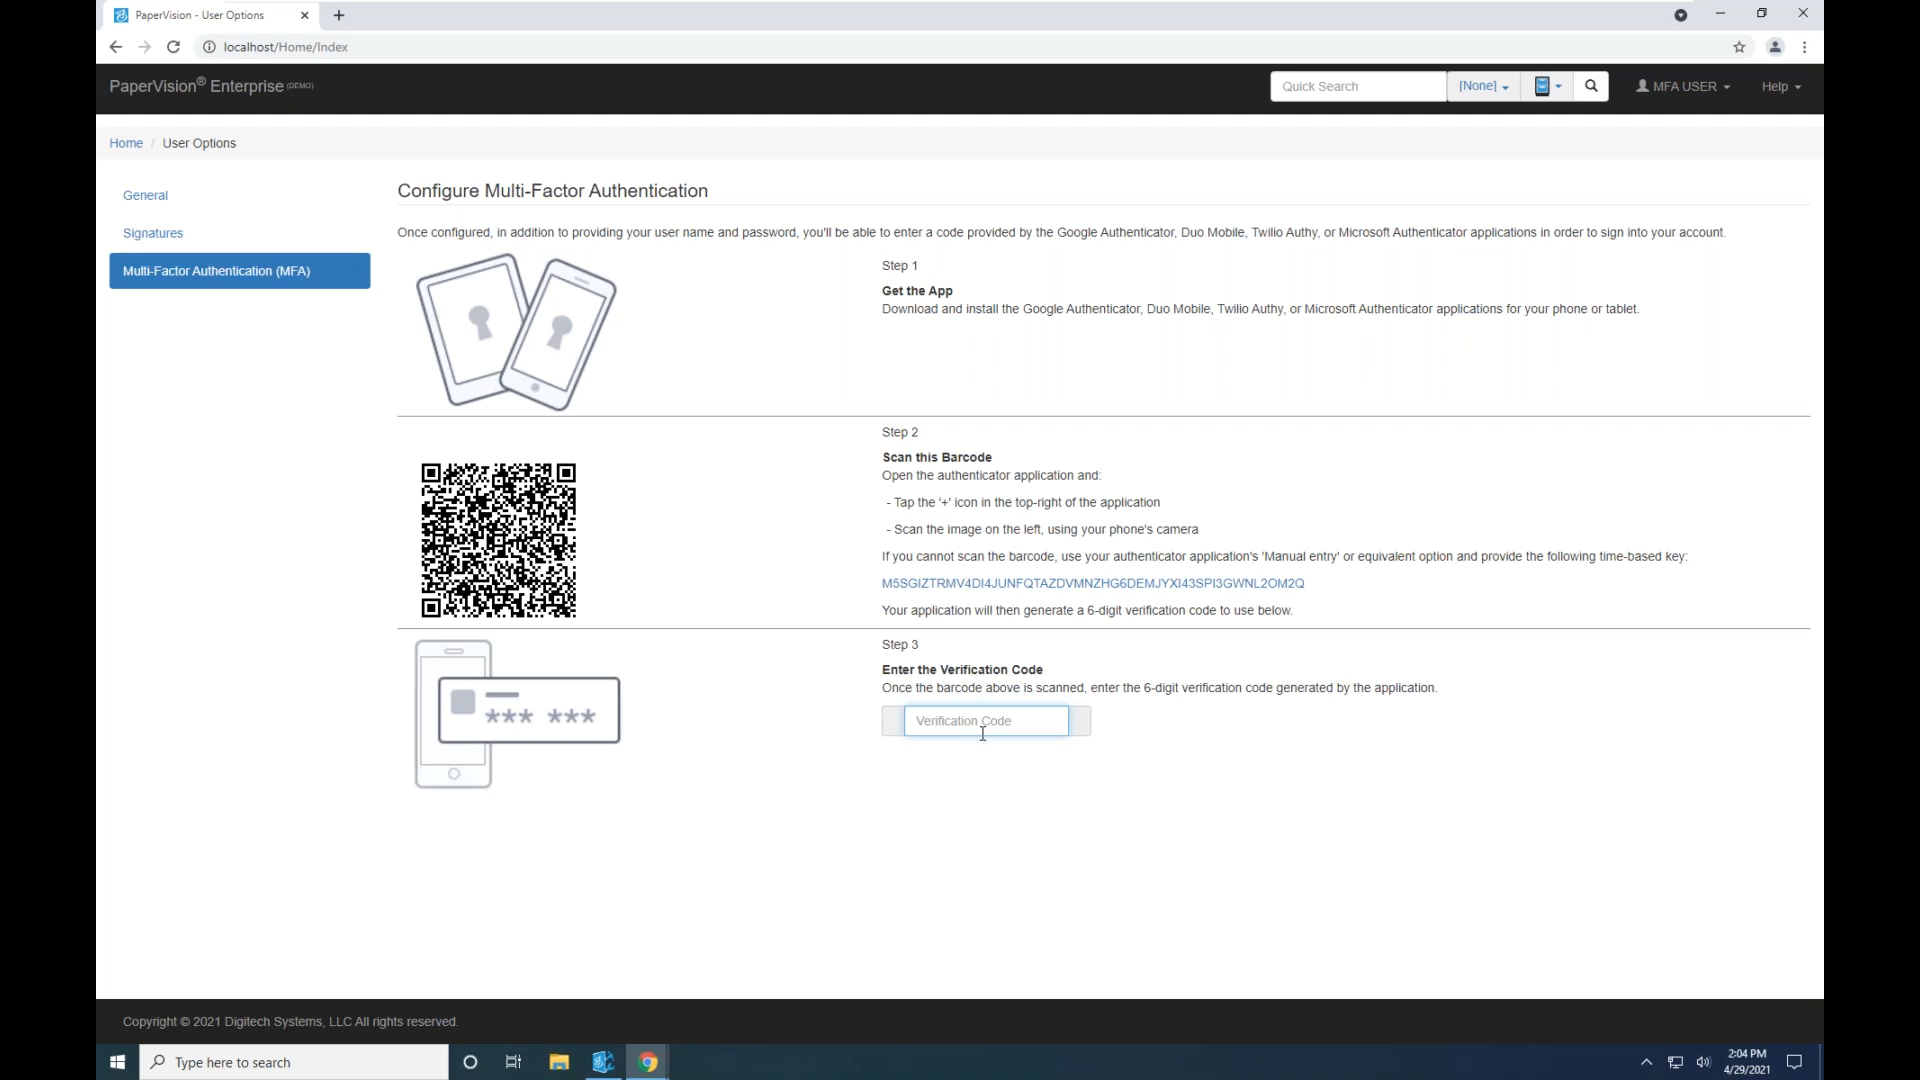 PaperVision - User Options
localhost/Home/Index
PaperVision® Enterprise (DEMO)
Quick Search
[None]
MFA USER
Help
Home / User Options
General
Signatures
Multi-Factor Authentication (MFA)
Configure Multi-Factor Authentication
Once configured, in addition to providing your user name and password, you'll be able to enter a code provided by the Google Authenticator, Duo Mobile, Twilio Authy, or Microsoft Authenticator applications in order to sign into your account.
Step 1
Get the App
Download and install the Google Authenticator, Duo Mobile, Twilio Authy, or Microsoft Authenticator applications for your phone or tablet.
Step 2
Scan this Barcode
Open the authenticator application and:
- Tap the '+' icon in the top-right of the application
- Scan the image on the left, using your phone's camera
If you cannot scan the barcode, use your authenticator application's 'Manual entry' or equivalent option and provide the following time-based key:
M5SGIZTRMV4DI4JUNFQTAZDVMNZHG6DEMJYXI43SPI3GWNL2OM2Q
Your application will then generate a 6-digit verification code to use below.
Step 3
Enter the Verification Code
Once the barcode above is scanned, enter the 6-digit verification code generated by the application.
*** ***
Verification Code
Copyright © 2021 Digitech Systems, LLC All rights reserved.
Type here to search
2:04 PM
4/29/2021